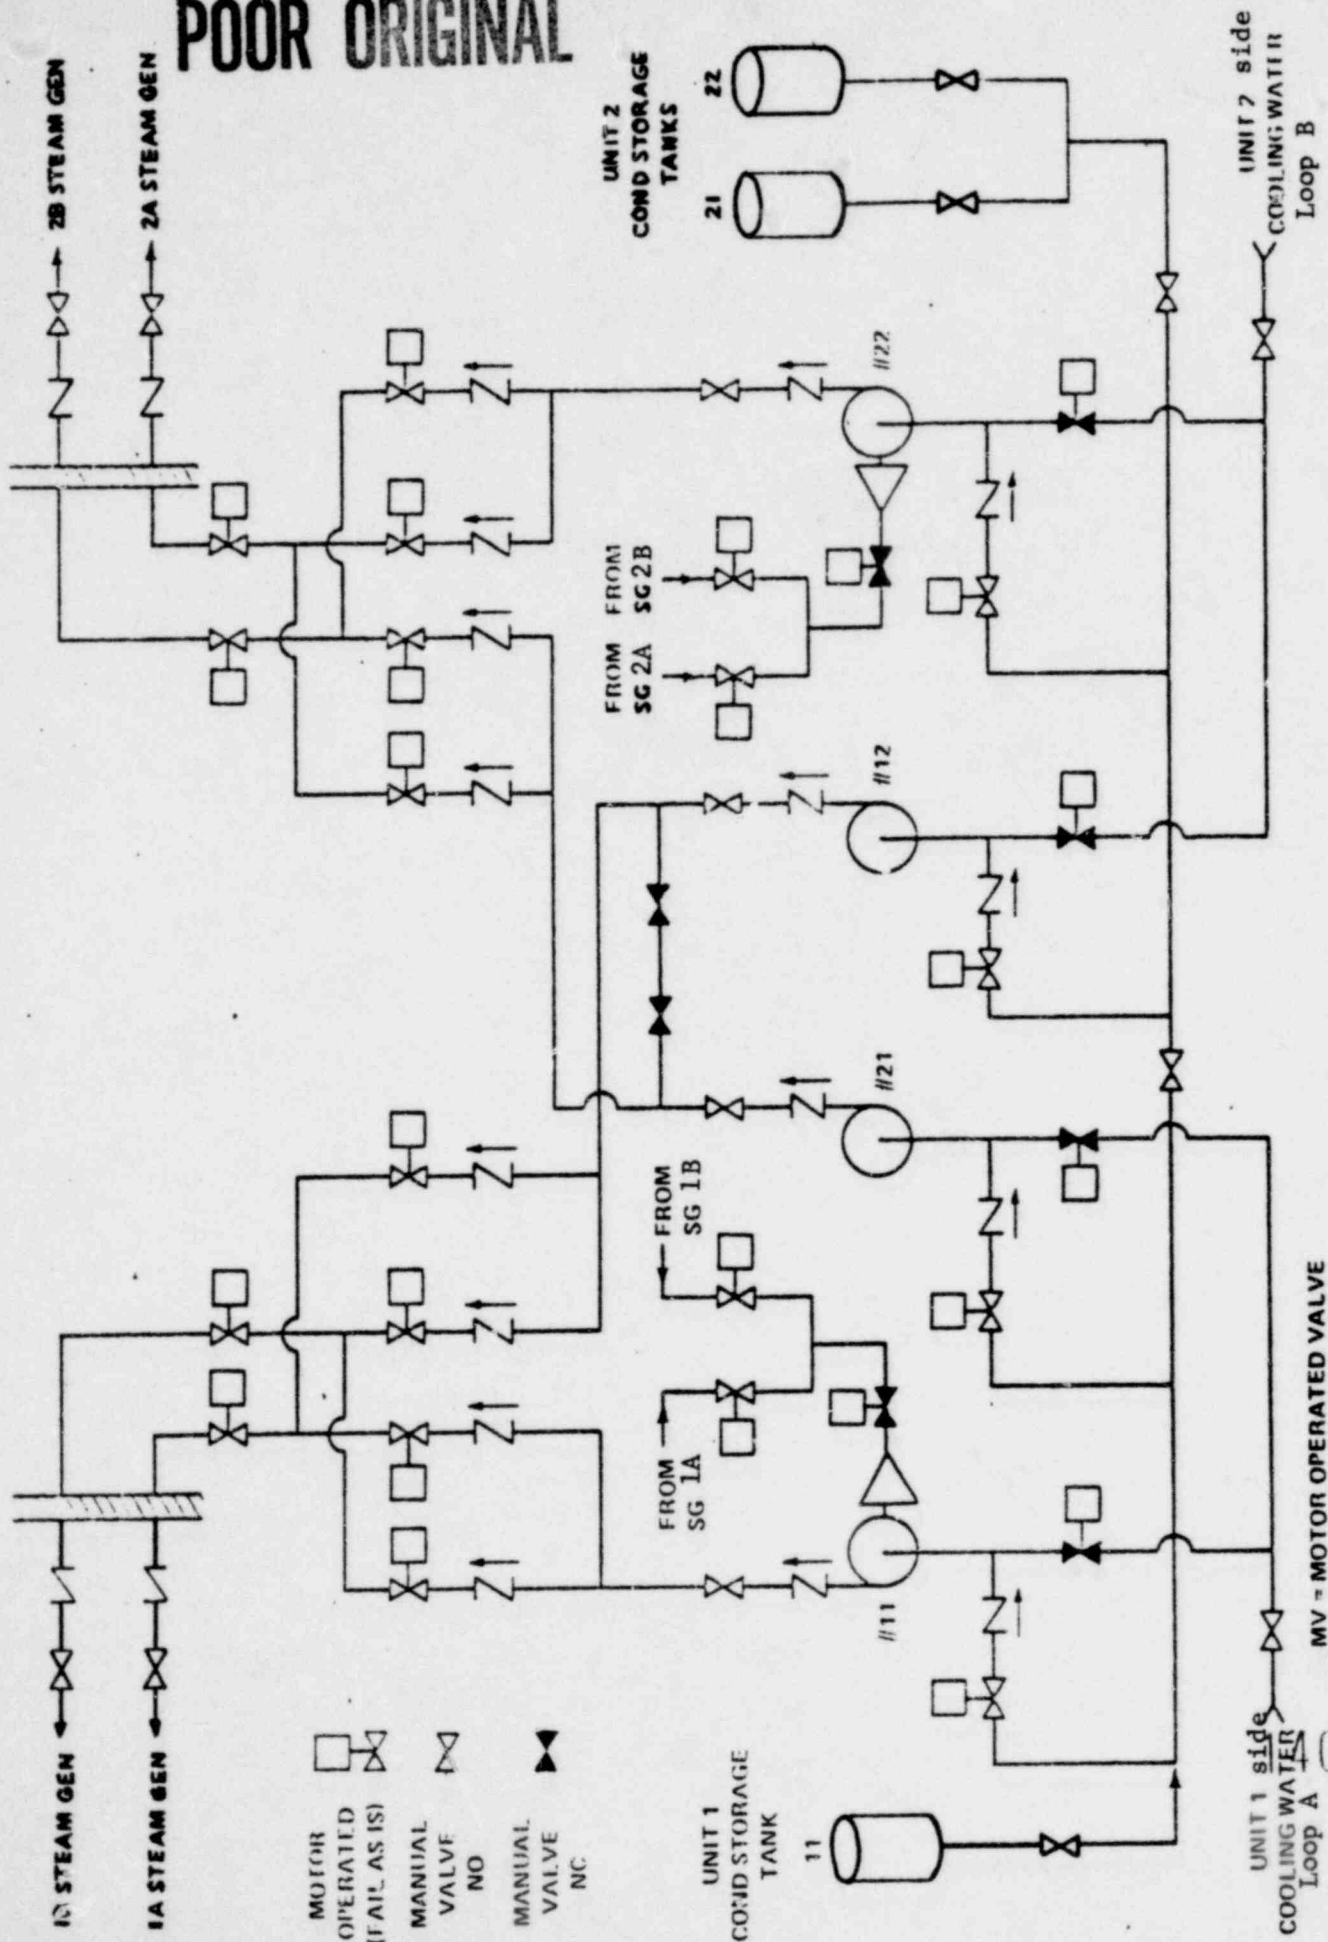 POOR ORIGINAL
2B STEAM GEN
2A STEAM GEN
UNIT 2
COND STORAGE
TANKS
22
21
UNIT 2 side
COOLING WATER
Loop B
#22
FROM
SG 2B
FROM
SG 2A
#12
#21
FROM
SG 1B
FROM
SG 1A
#11
1B STEAM GEN
1A STEAM GEN
MOTOR
OPERATED
(FAIL AS IS)
MANUAL
VALVE
NO
MANUAL
VALVE
NC
UNIT 1
COND STORAGE
TANK
11
UNIT 1 side
COOLING WATER
Loop A
MV = MOTOR OPERATED VALVE